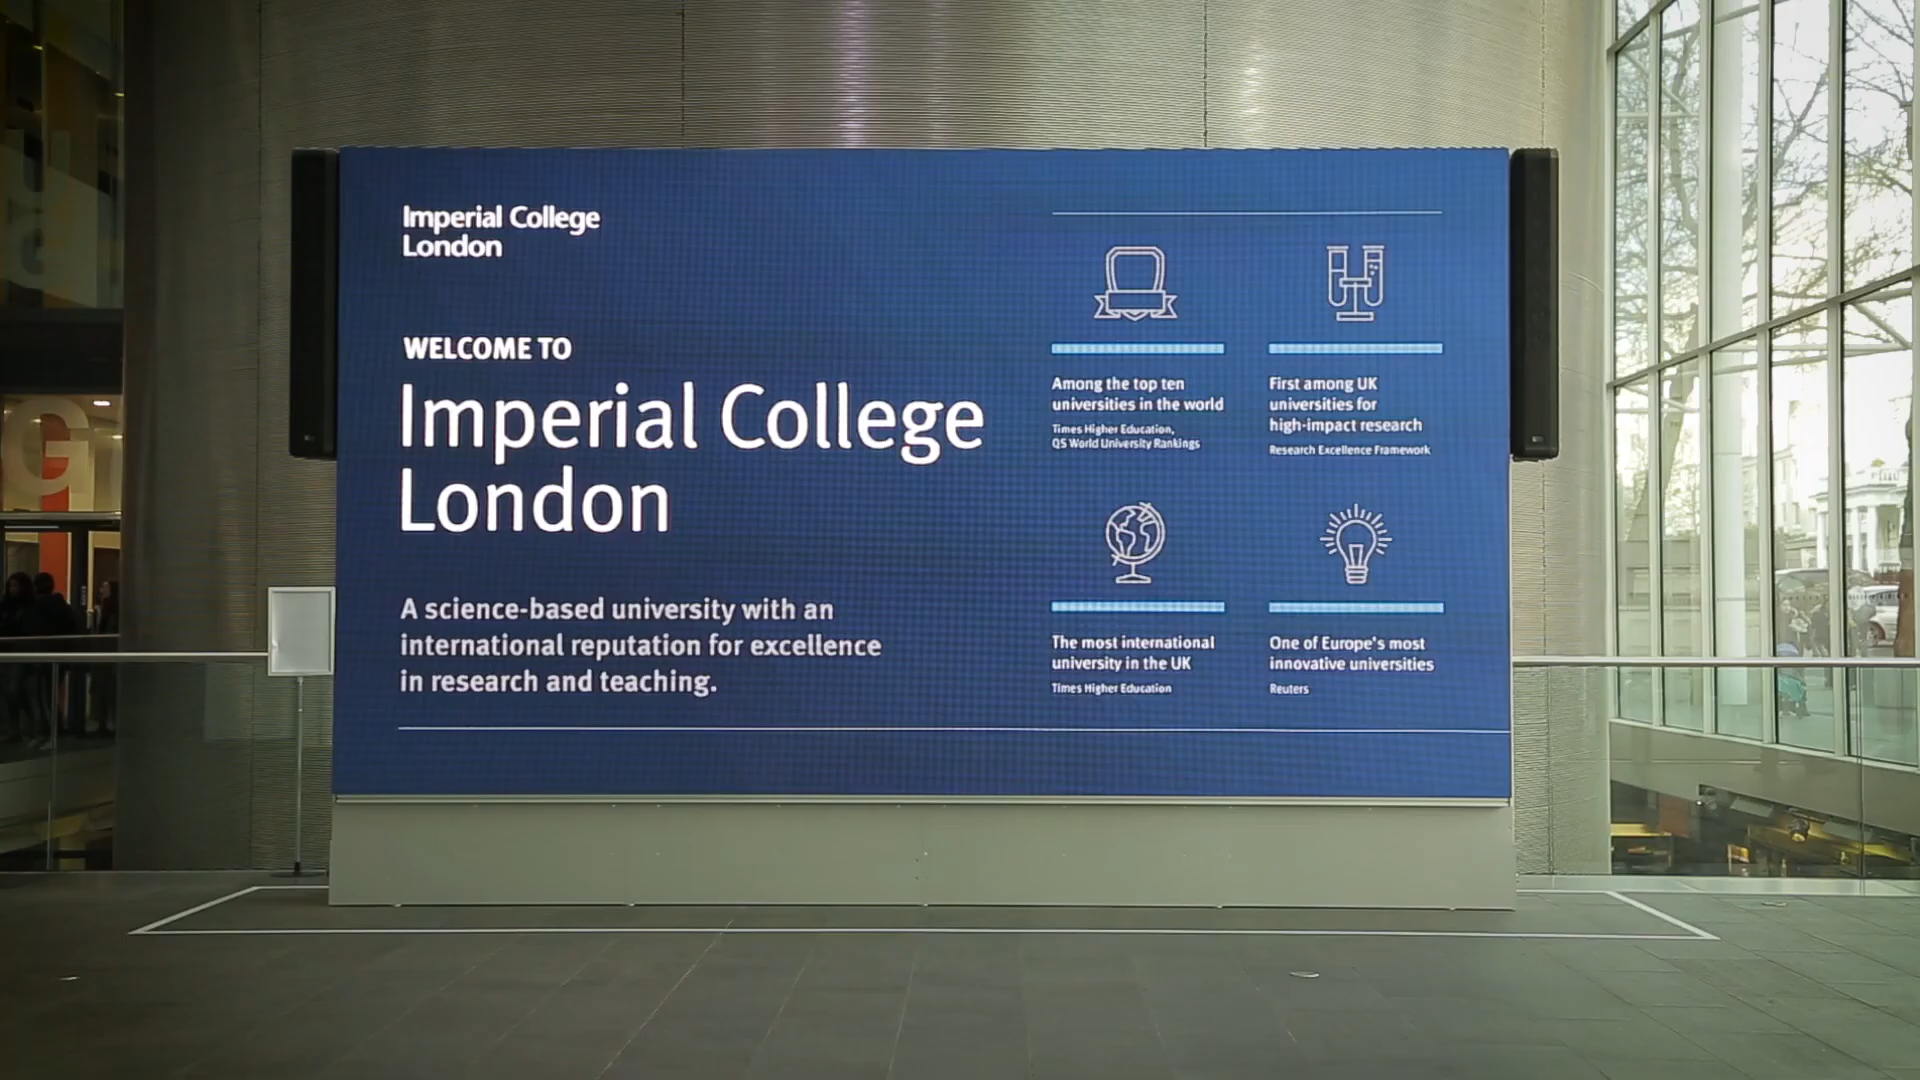 Imperial College
London
WELCOME TO
Imperial College
London
A science-based university with an
international reputation for excellence
in research and teaching.
Among the top ten
universities in the world
Times Higher Education,
QS World University Rankings
First among UK
universities for
high-impact research
Research Excellence Framework
The most international
university in the UK
Times Higher Education
One of Europe's most
innovative universities
Reuters
G